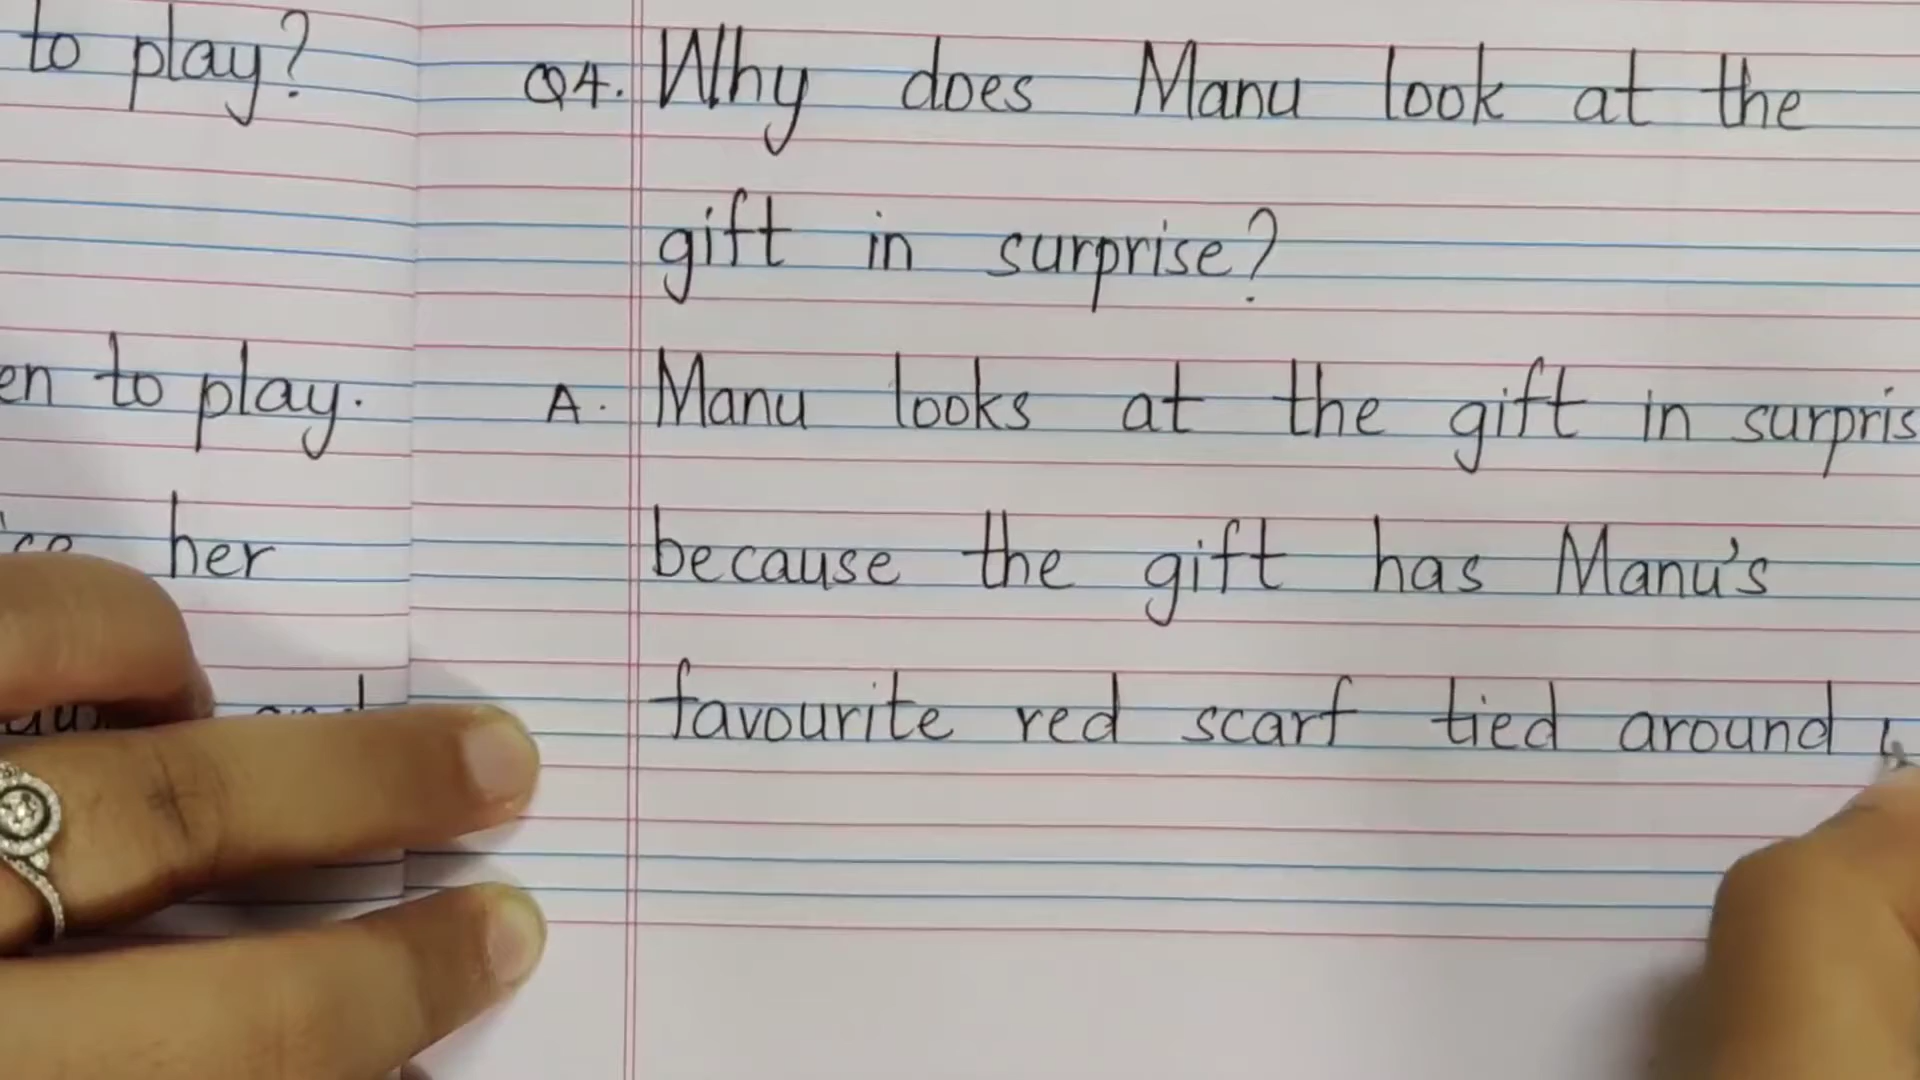 to play?
en to play.
her
Q4. Why does Manu look at the
gift in surprise?
A. Manu looks at the gift in surpris
because the gift has Manu's
favourite red scarf tied around